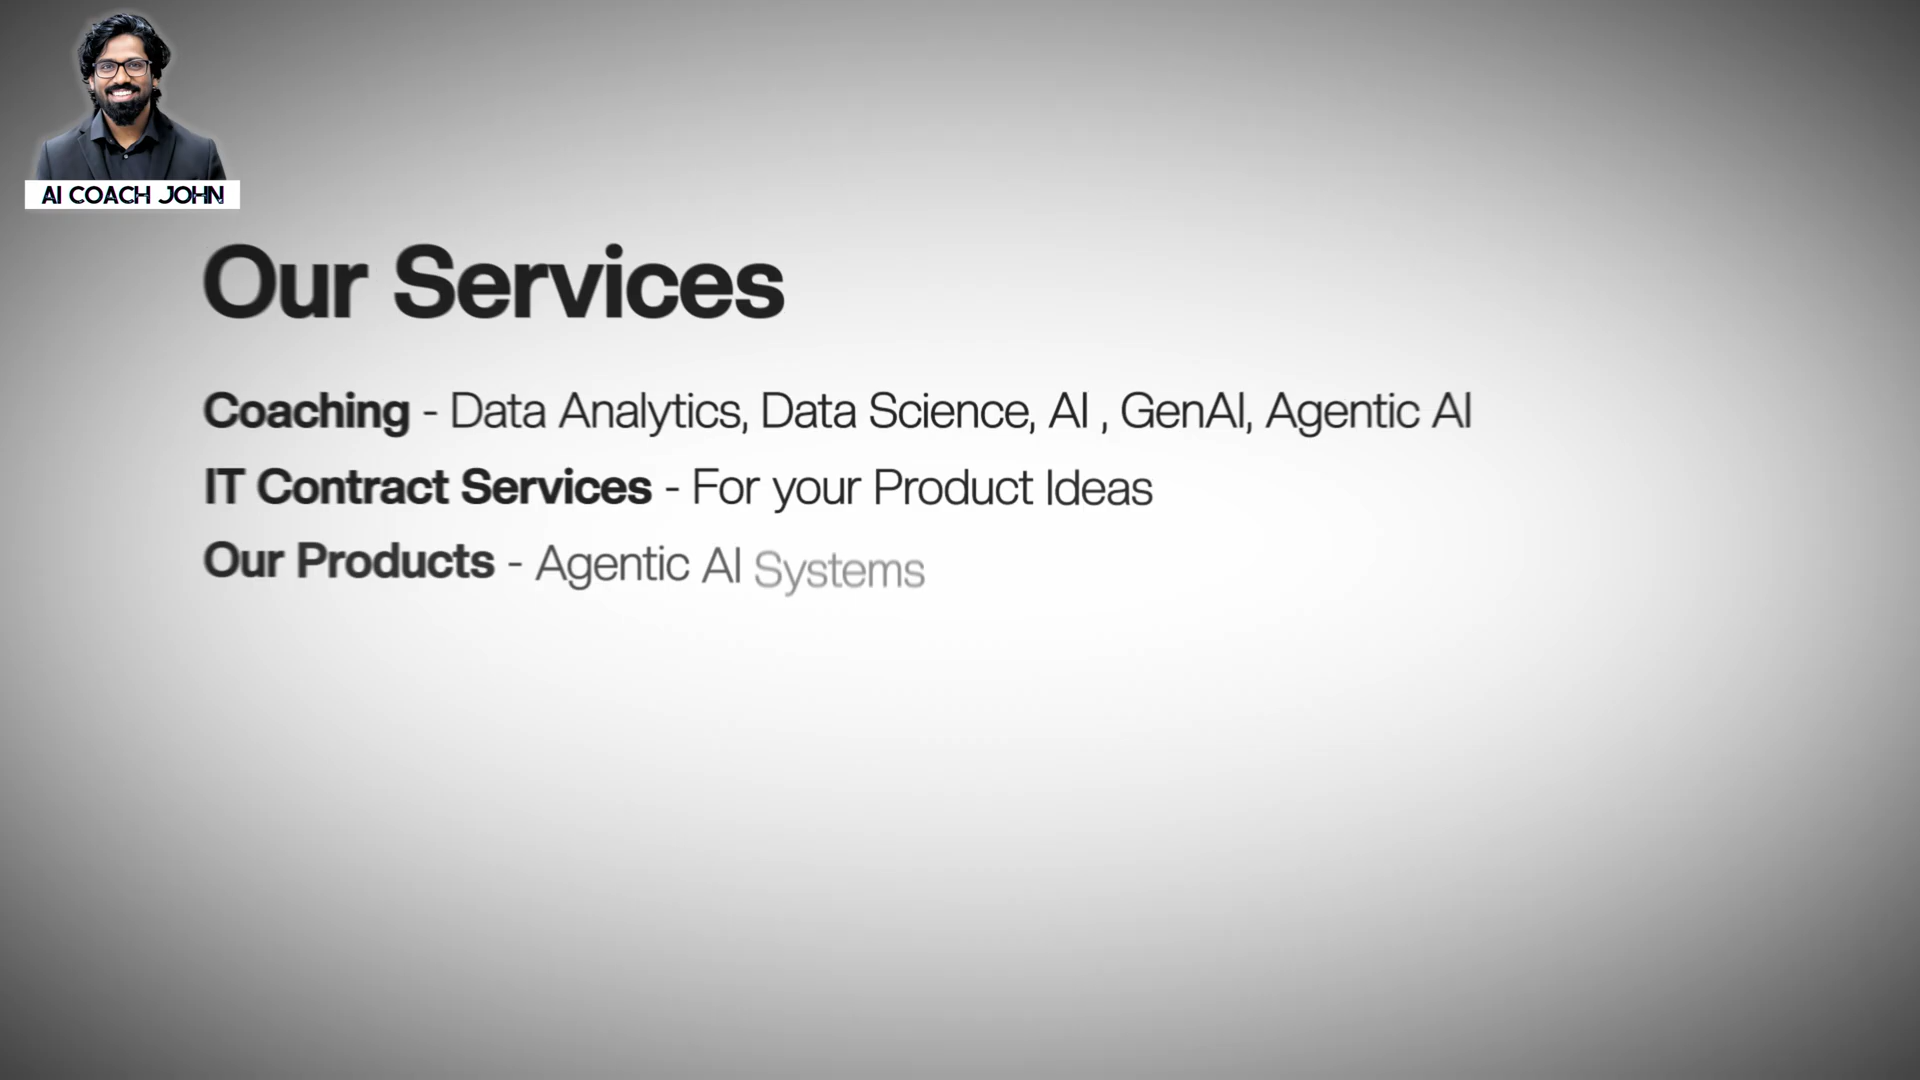 AI COACH JOHN
Our Services
Coaching - Data Analytics, Data Science, AI , GenAI, Agentic AI
IT Contract Services - For your Product Ideas
Our Products - Agentic AI Systems